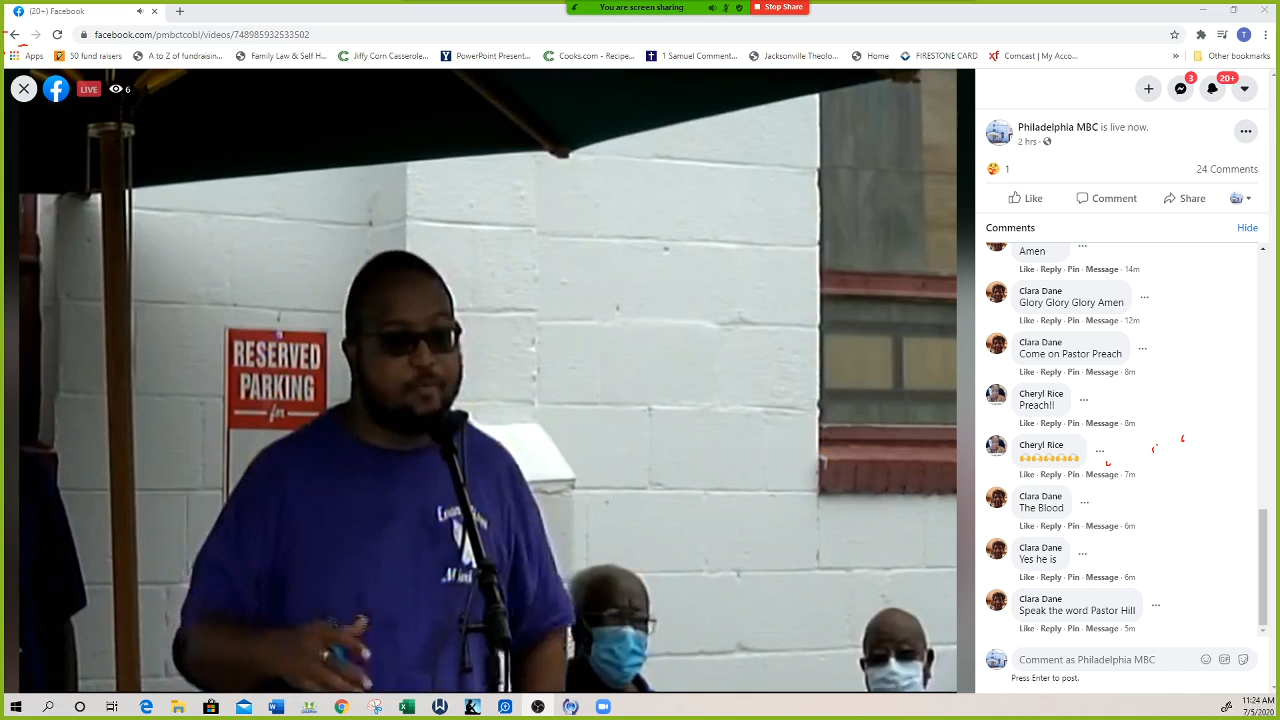 You are screen sharing
Stop Share
(20+) Facebook
facebook.com/pmbctcobl/videos/748985932533502
T
Apps
50 fund raisers
A to Z of fundraisin...
Family Law & Self H...
Jiffy Corn Casserole...
PowerPoint Present...
Cooks.com - Recipe...
1 Samuel Comment...
Jacksonville Theolo...
Home
FIRESTONE CARD
Comcast | My Acco...
»
Other bookmarks
LIVE
6
3
20+
Philadelphia MBC is live now.
2 hrs ·
1
24 Comments
Like
Comment
Share
Comments
Hide
Amen
Like · Reply · Pin · Message · 14m
Clara Dane
Glory Glory Glory Amen
Like · Reply · Pin · Message · 12m
Clara Dane
Come on Pastor Preach
Like · Reply · Pin · Message · 8m
Cheryl Rice
Preach!!
Like · Reply · Pin · Message · 8m
Cheryl Rice
🙌🙌🙌🙌🙌🙌
Like · Reply · Pin · Message · 7m
Clara Dane
The Blood
Like · Reply · Pin · Message · 6m
Clara Dane
Yes he is
Like · Reply · Pin · Message · 6m
Clara Dane
Speak the word Pastor Hill
Like · Reply · Pin · Message · 5m
Comment as Philadelphia MBC
GIF
Press Enter to post.
RESERVED
PARKING
for
11:24 AM
7/5/2020